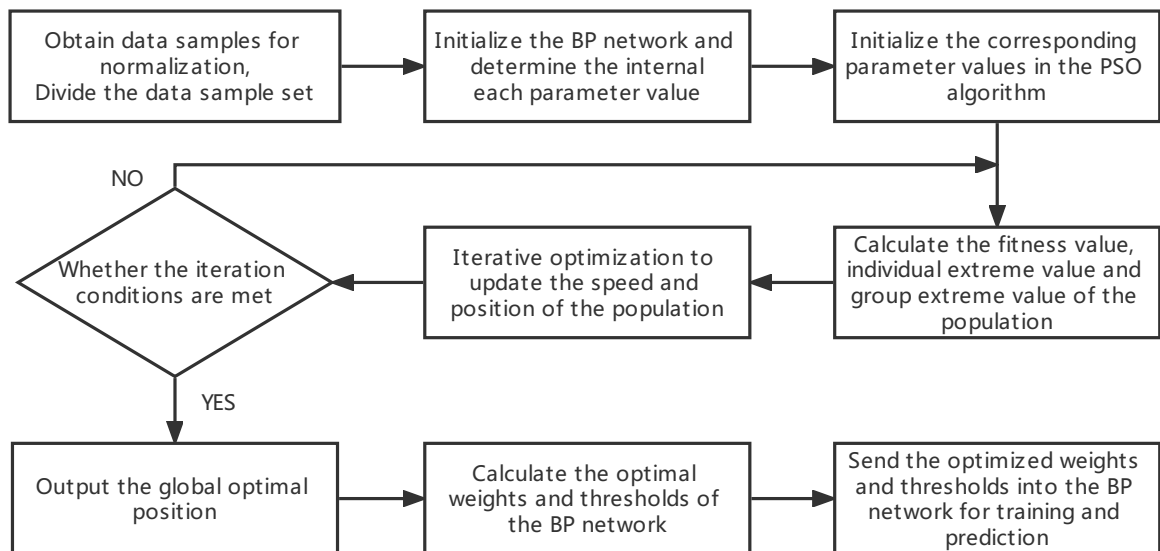 Obtain data samples for
normalization,
Divide the data sample set
Initialize the BP network and
determine the internal
each parameter value
Initialize the corresponding
parameter values in the PSO
algorithm
NO
Whether the iteration
conditions are met
Iterative optimization to
update the speed and
position of the population
Calculate the fitness value,
individual extreme value and
group extreme value of the
population
YES
Output the global optimal
position
Calculate the optimal
weights and thresholds of
the BP network
Send the optimized weights
and thresholds into the BP
network for training and
prediction